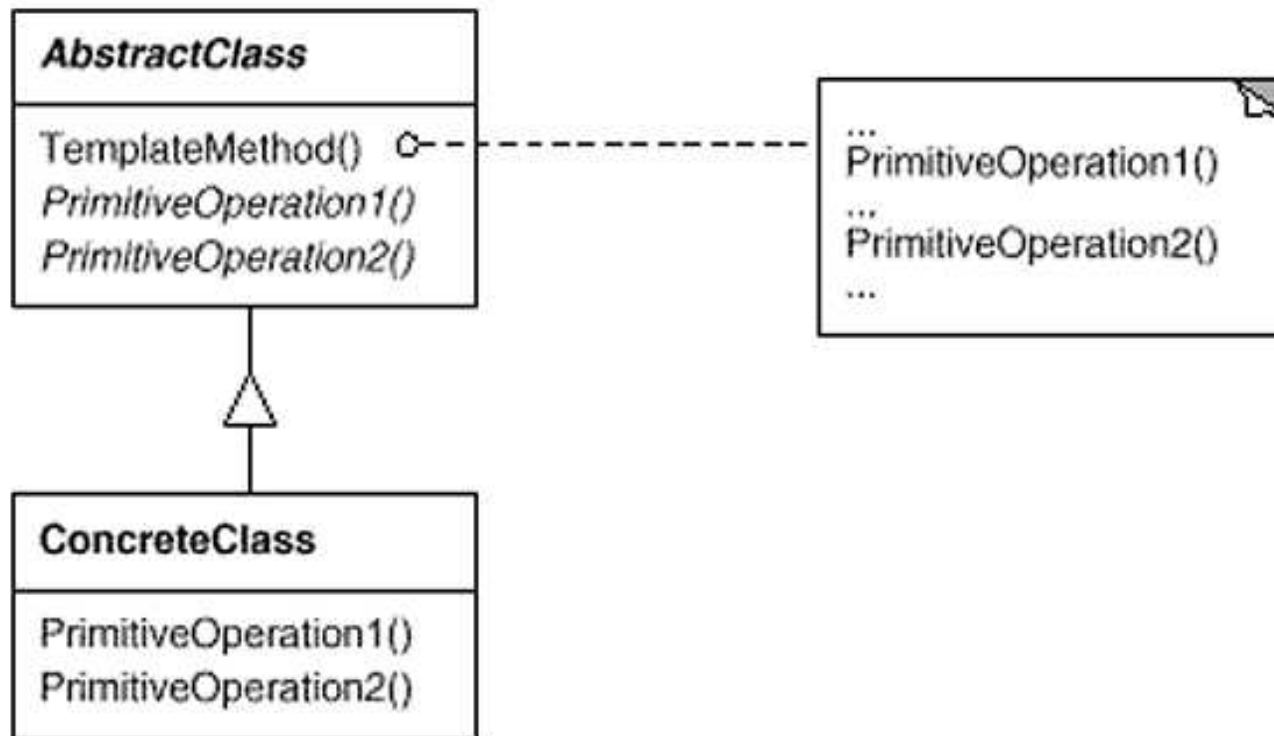 AbstractClass
TemplateMethod()
PrimitiveOperation1()
PrimitiveOperation2()
...
PrimitiveOperation1()
...
PrimitiveOperation2()
...
ConcreteClass
PrimitiveOperation1()
PrimitiveOperation2()